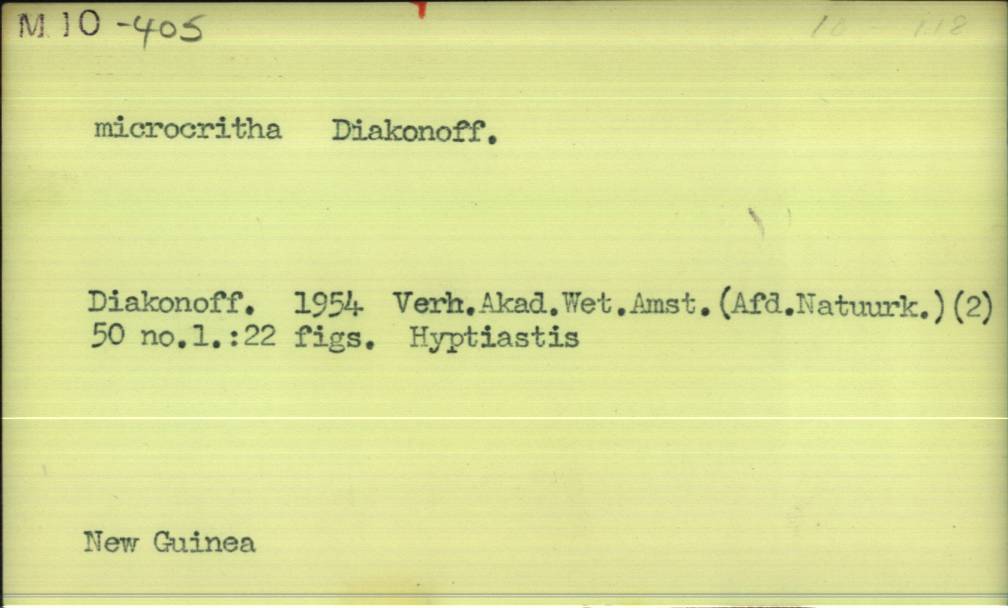 M 10 -405
10 - 118
microcritha Diakonoff.
Diakonoff. 1954 Verh.Akad.Wet.Amst.(Afd.Natuurk.)(2)
50 no.1.:22 figs. Hyptiastis
New Guinea